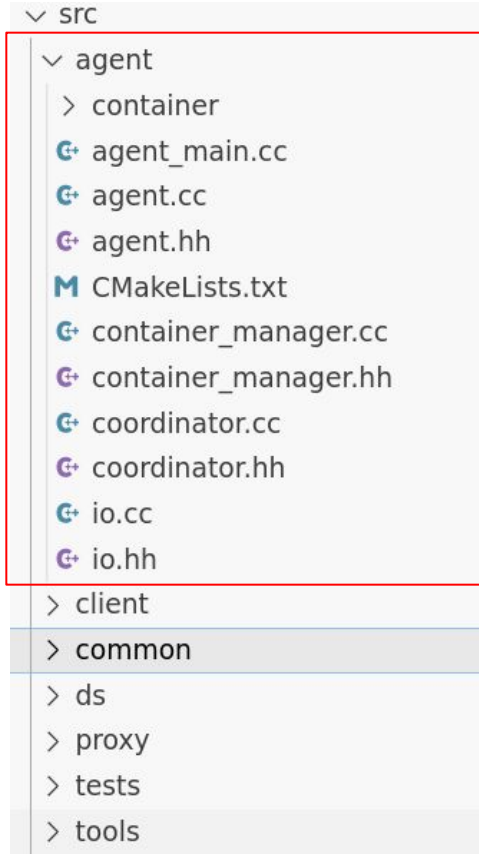 src
agent
container
agent_main.cc
agent.cc
agent.hh
CMakeLists.txt
container_manager.cc
container_manager.hh
coordinator.cc
coordinator.hh
io.cc
io.hh
client
common
ds
proxy
tests
tools